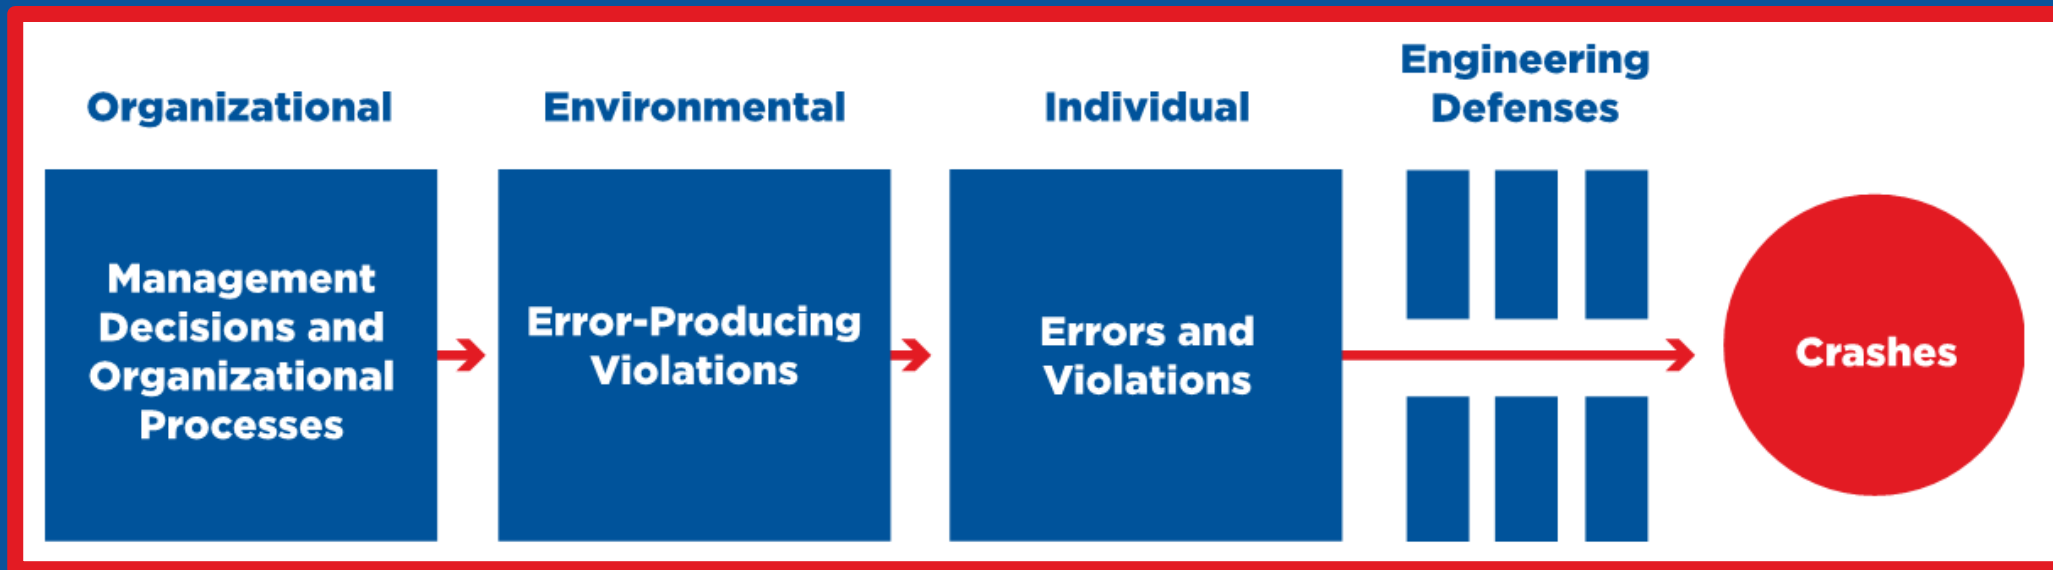 Organizational
Environmental
Individual
Engineering
Defenses
Management
Decisions and
Organizational
Processes
Error-Producing
Violations
Errors and
Violations
Crashes